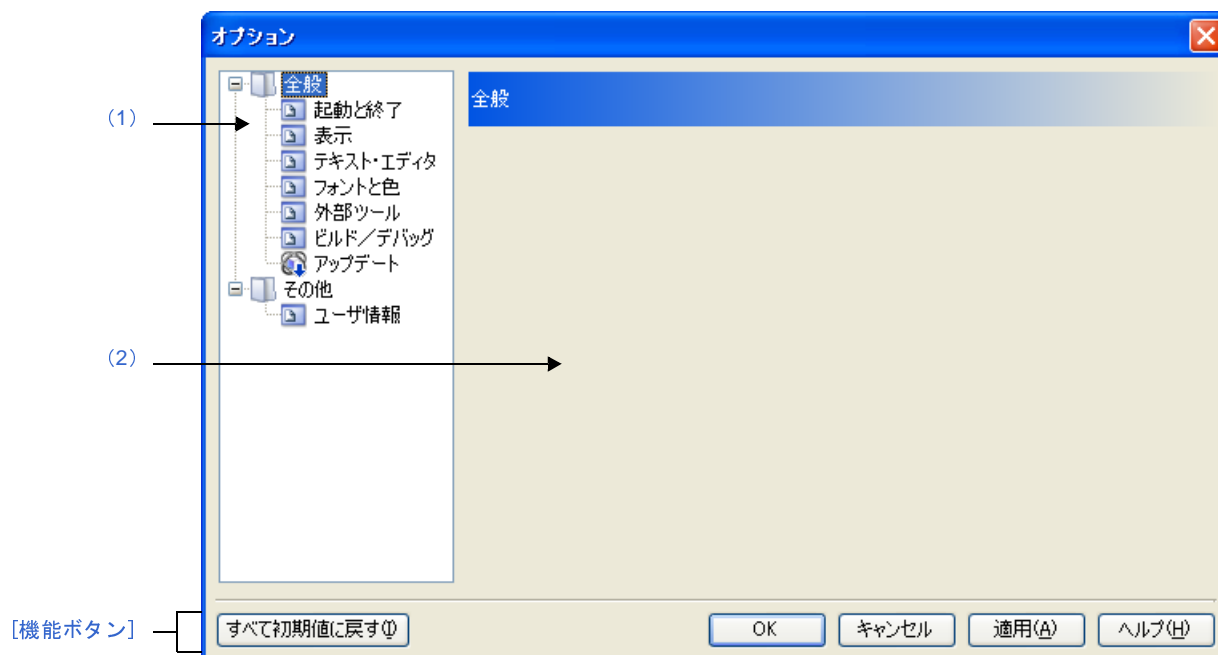 オプション
全般
起動と終了
表示
テキスト・エディタ
フォントと色
外部ツール
ビルド／デバッグ
アップデート
その他
ユーザ情報
全般
(1)
(2)
[機能ボタン]
すべて初期値に戻す(I)
OK
キャンセル
適用(A)
ヘルプ(H)